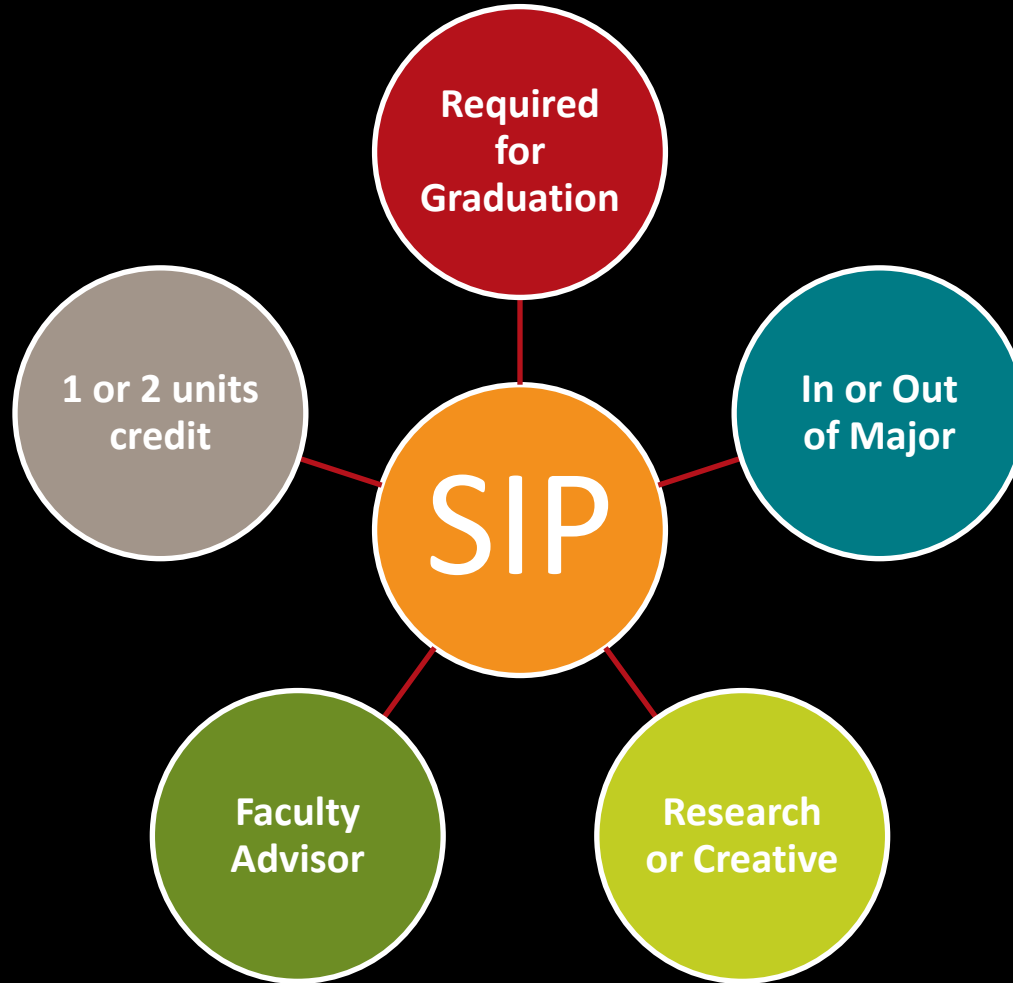 Required
for
Graduation
1 or 2 units
credit
In or Out
of Major
SIP
Faculty
Advisor
Research
or Creative